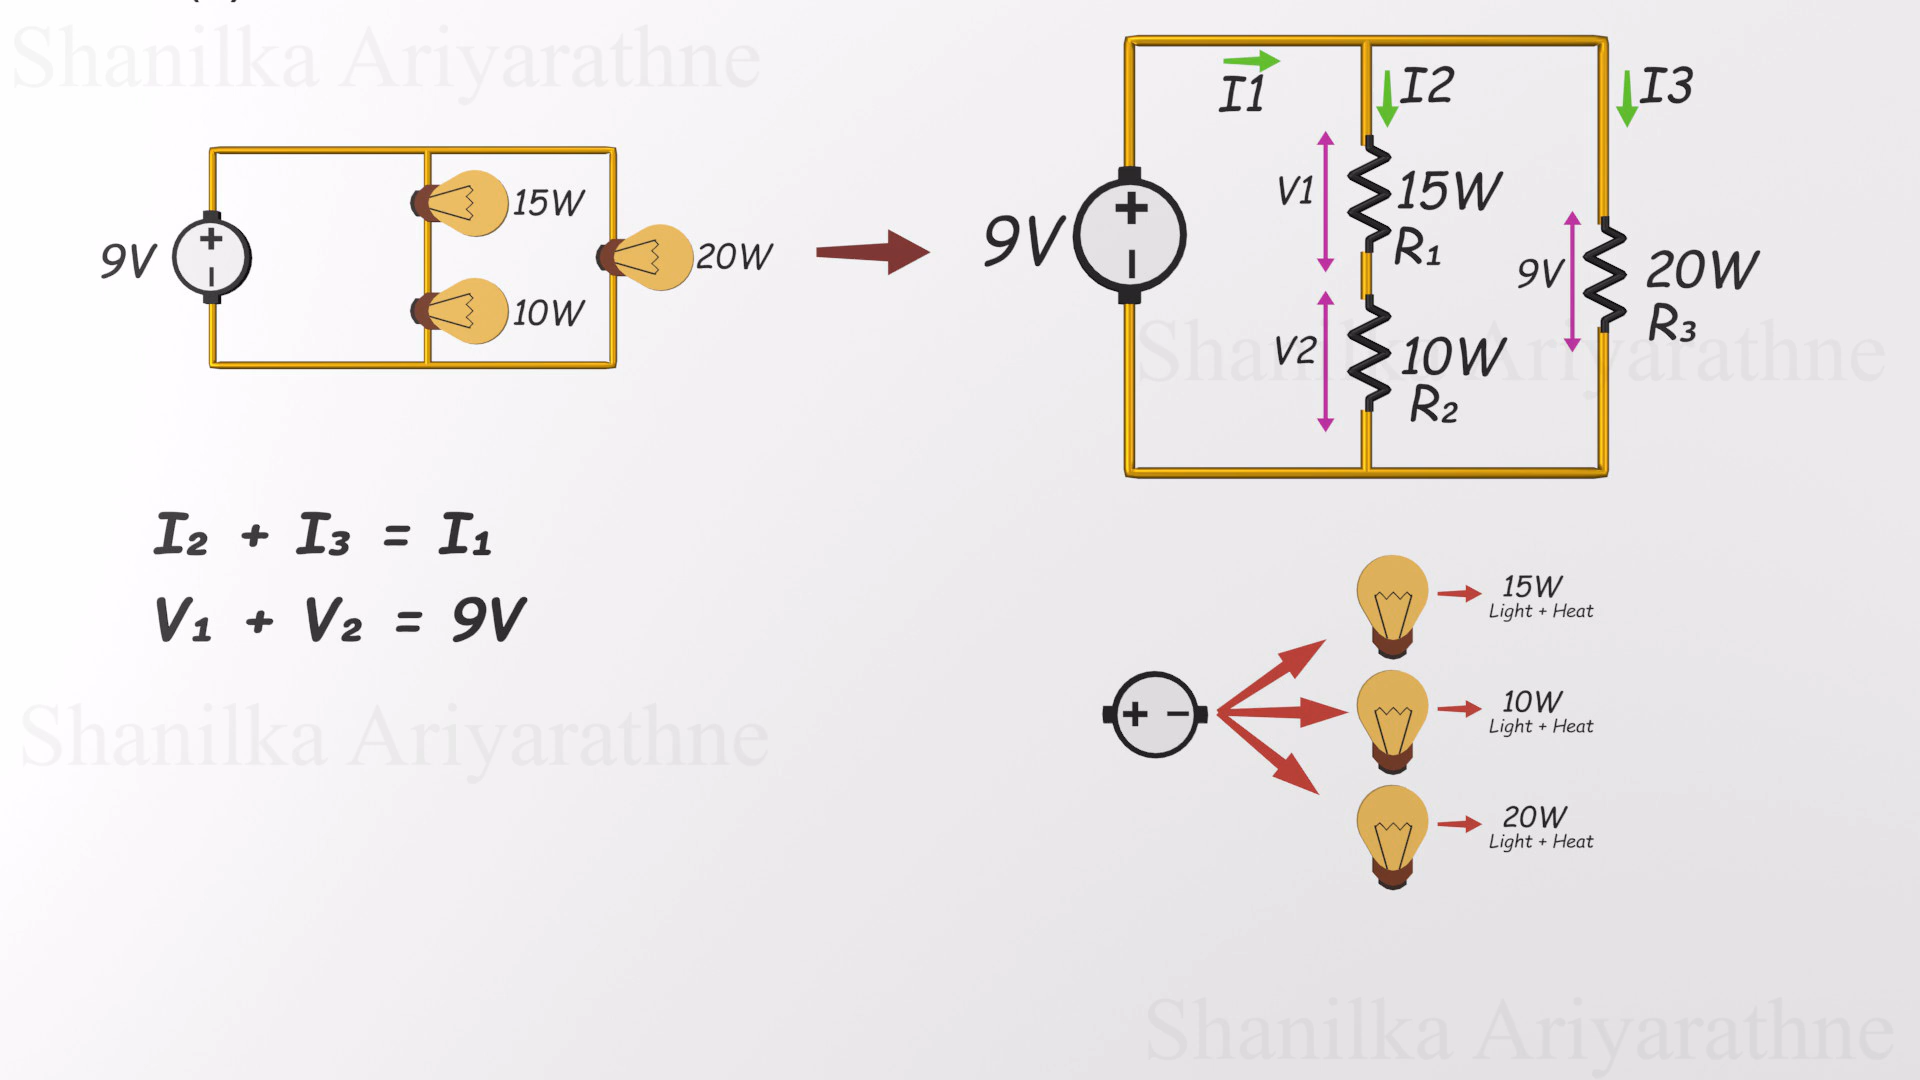 Shanilka Ariyarathne
9V
15W
10W
20W
I1
I2
I3
9V
V1
15W
R₁
V2
10W
R₂
9V
20W
R₃
Shanilka Ariyarathne
I₂ + I₃ = I₁
V₁ + V₂ = 9V
15W
Light + Heat
10W
Light + Heat
20W
Light + Heat
Shanilka Ariyarathne
Shanilka Ariyarathne